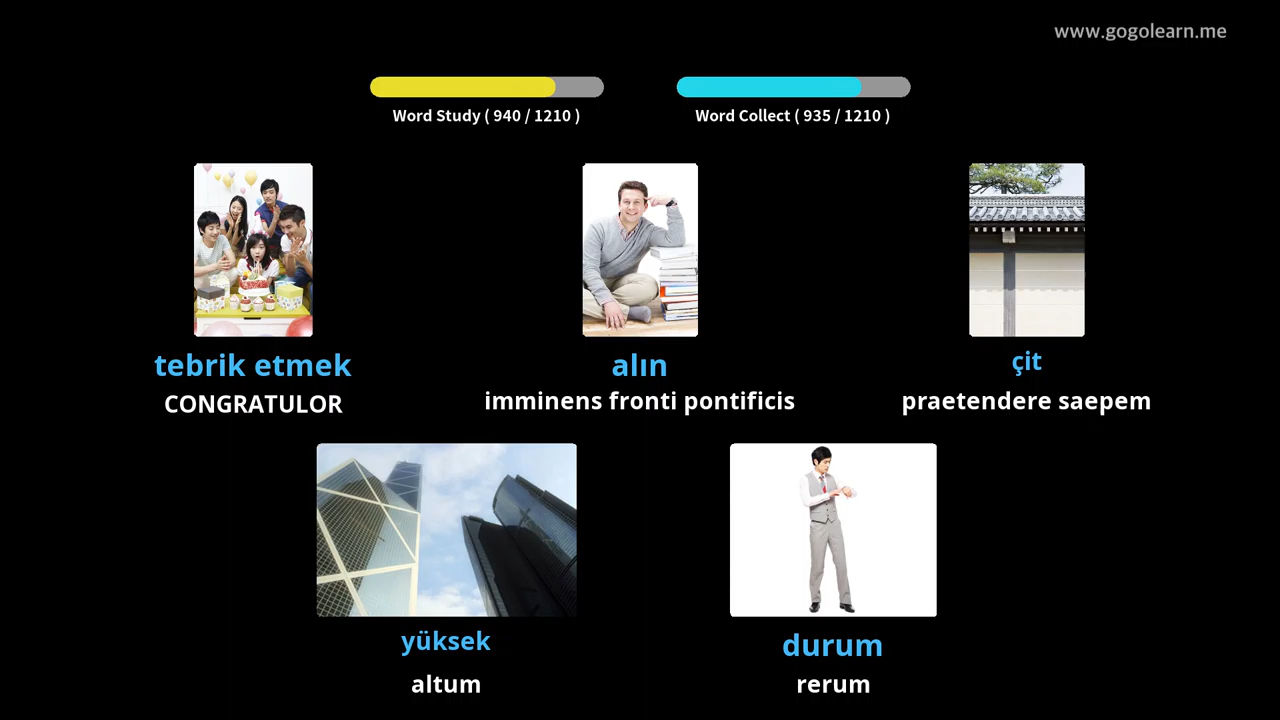 www.gogolearn.me
Word Study ( 940 / 1210 )
Word Collect ( 935 / 1210 )
tebrik etmek
CONGRATULOR
alın
imminens fronti pontificis
çit
praetendere saepem
yüksek
altum
durum
rerum